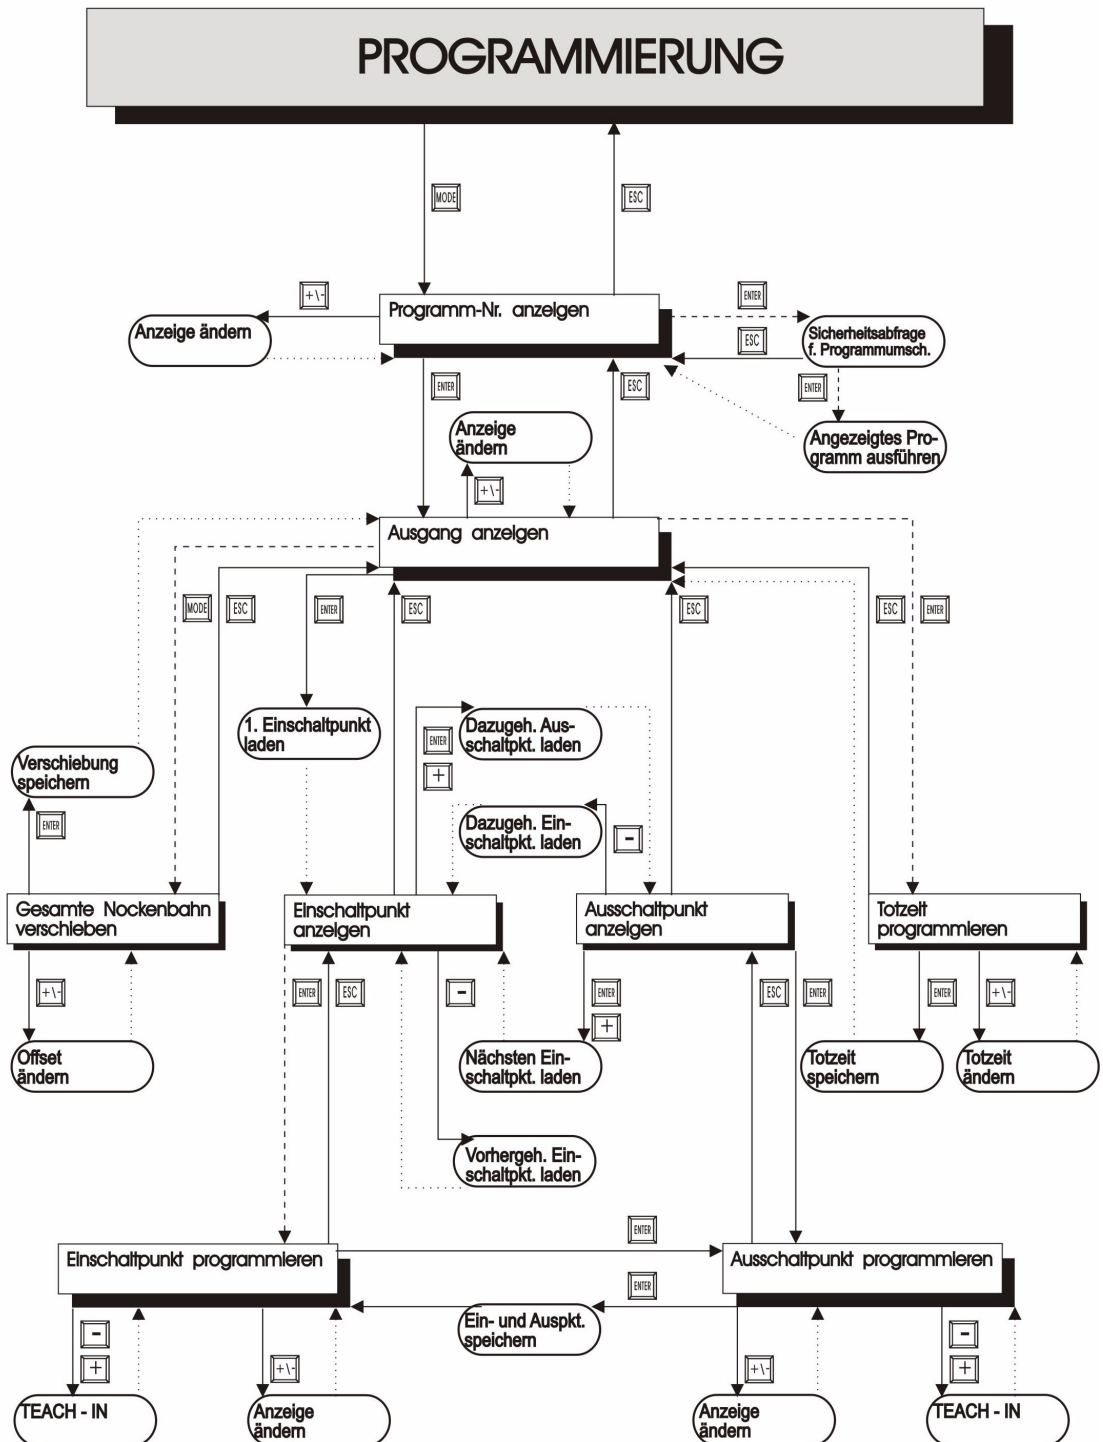 PROGRAMMIERUNG
MODE
ESC
+\-
Programm-Nr. anzeigen
ENTER
Anzeige ändern
ESC
Sicherheitsabfrage
f. Programmumsch.
ENTER
ESC
ENTER
Anzeige
ändern
Angezeigtes Pro-
gramm ausführen
+\-
Ausgang anzeigen
MODE
ESC
ENTER
ESC
ESC
ESC
ENTER
1. Einschaltpunkt
laden
Dazugeh. Aus-
schaltpkt. laden
ENTER
+
Verschiebung
speichern
Dazugeh. Ein-
schaltpkt. laden
ENTER
-
Gesamte Nockenbahn
verschieben
Einschaltpunkt
anzeigen
Ausschaltpunkt
anzeigen
Totzeit
programmieren
+\-
ENTER
ESC
-
ENTER
+
ESC
ENTER
ENTER
+\-
Offset
ändern
Nächsten Ein-
schaltpkt. laden
Totzeit
speichern
Totzeit
ändern
Vorhergeh. Ein-
schaltpkt. laden
ENTER
Einschaltpunkt programmieren
Ausschaltpunkt programmieren
ENTER
Ein- und Auspkt.
speichern
-
+
+\-
+\-
-
+
TEACH - IN
Anzeige
ändern
Anzeige
ändern
TEACH - IN